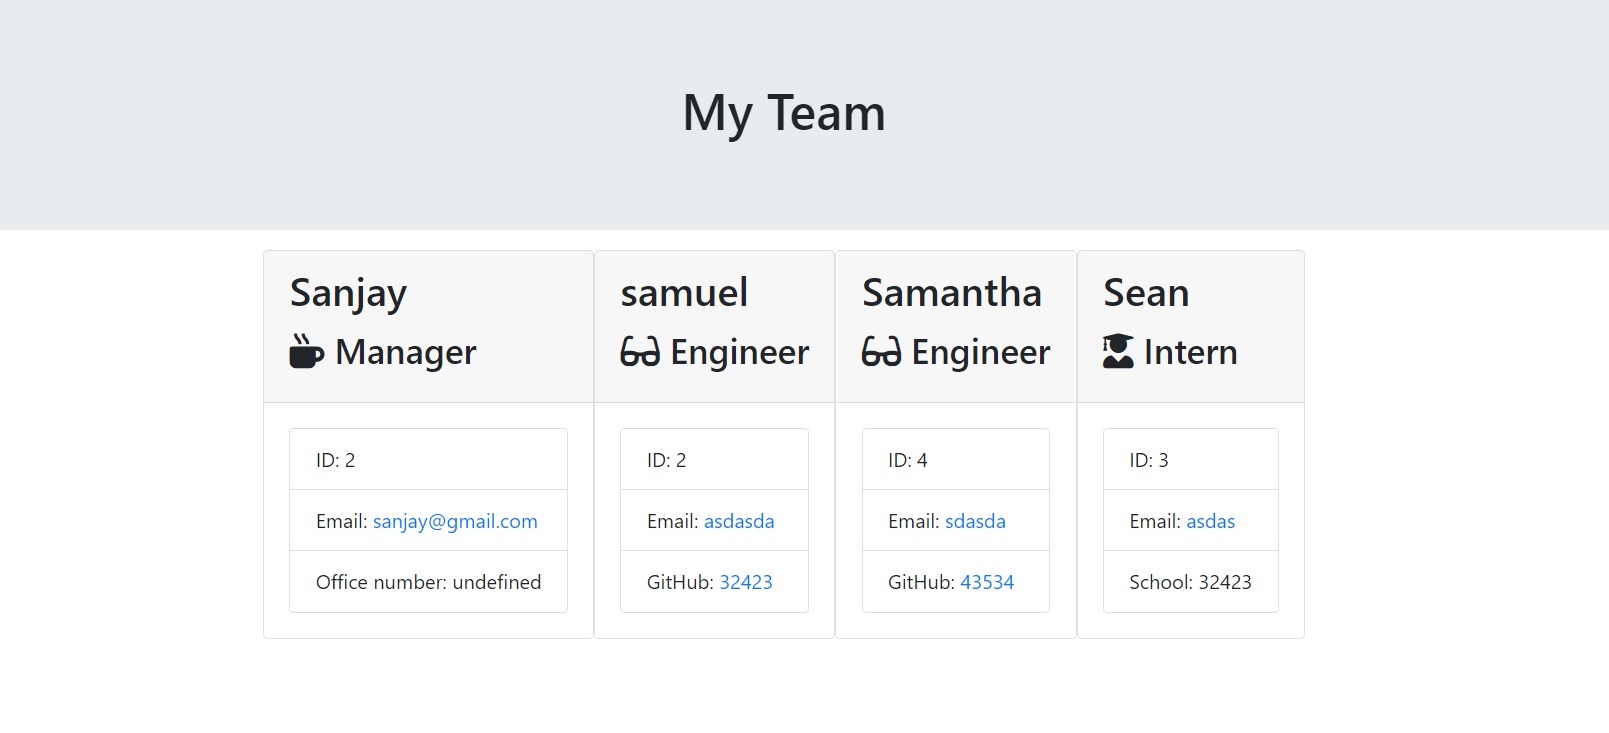 My Team
Sanjay
Manager
ID: 2
Email: sanjay@gmail.com
Office number: undefined
samuel
Engineer
ID: 2
Email: asdasda
GitHub: 32423
Samantha
Engineer
ID: 4
Email: sdasda
GitHub: 43534
Sean
Intern
ID: 3
Email: asdas
School: 32423